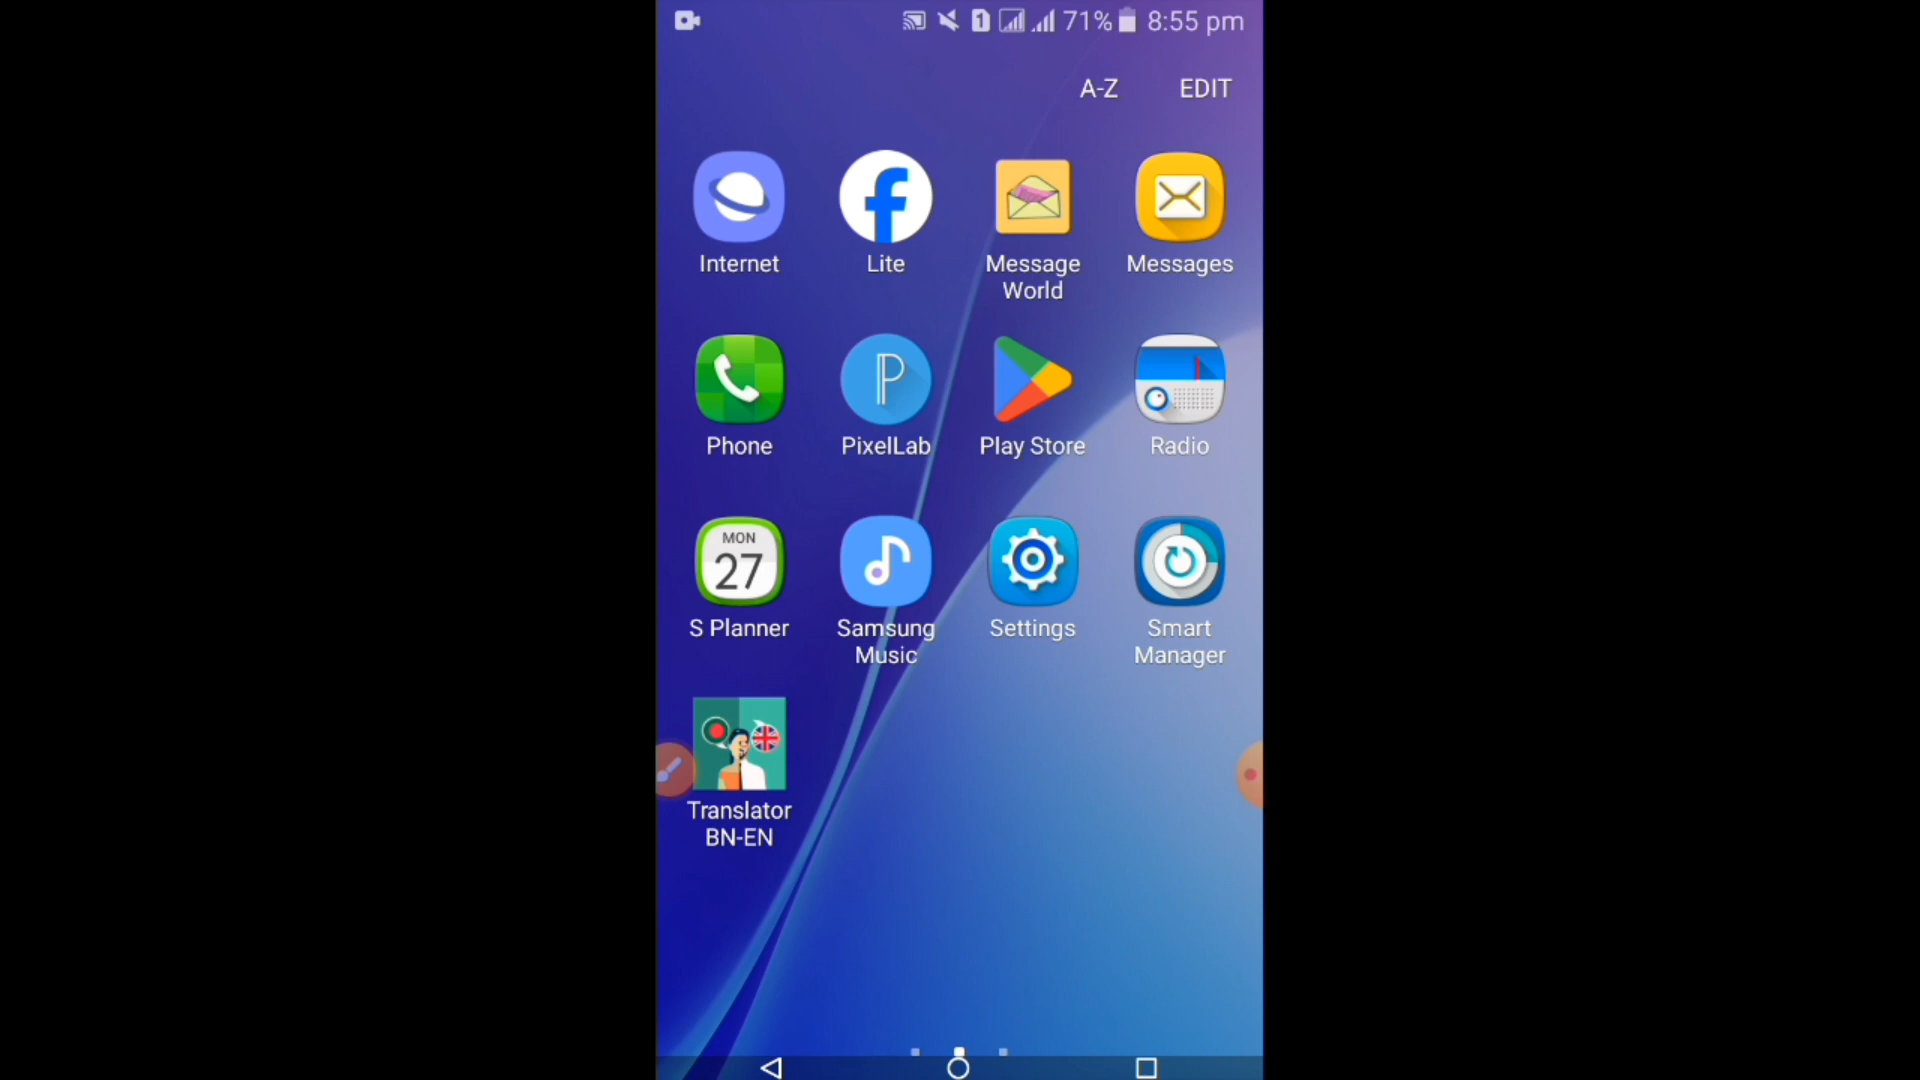 1 71% 8:55 pm
A-Z EDIT
Internet Lite Message World Messages
Phone PixelLab Play Store Radio
MON
27
S Planner Samsung Music Settings Smart Manager
Translator BN-EN